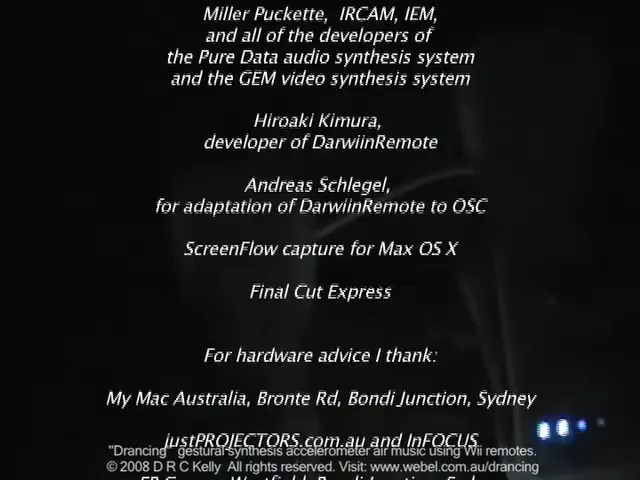 Miller Puckette,  IRCAM, IEM,
and all of the developers of
the Pure Data audio synthesis system
and the GEM video synthesis system
Hiroaki Kimura,
developer of DarwiinRemote
Andreas Schlegel,
for adaptation of DarwiinRemote to OSC
ScreenFlow capture for Max OS X
Final Cut Express
For hardware advice I thank:
My Mac Australia, Bronte Rd, Bondi Junction, Sydney
justPROJECTORS.com.au and InFOCUS
"Drancing" gestural synthesis accelerometer air music using Wii remotes.
© 2008 D R C Kelly  All rights reserved. Visit: www.webel.com.au/drancing